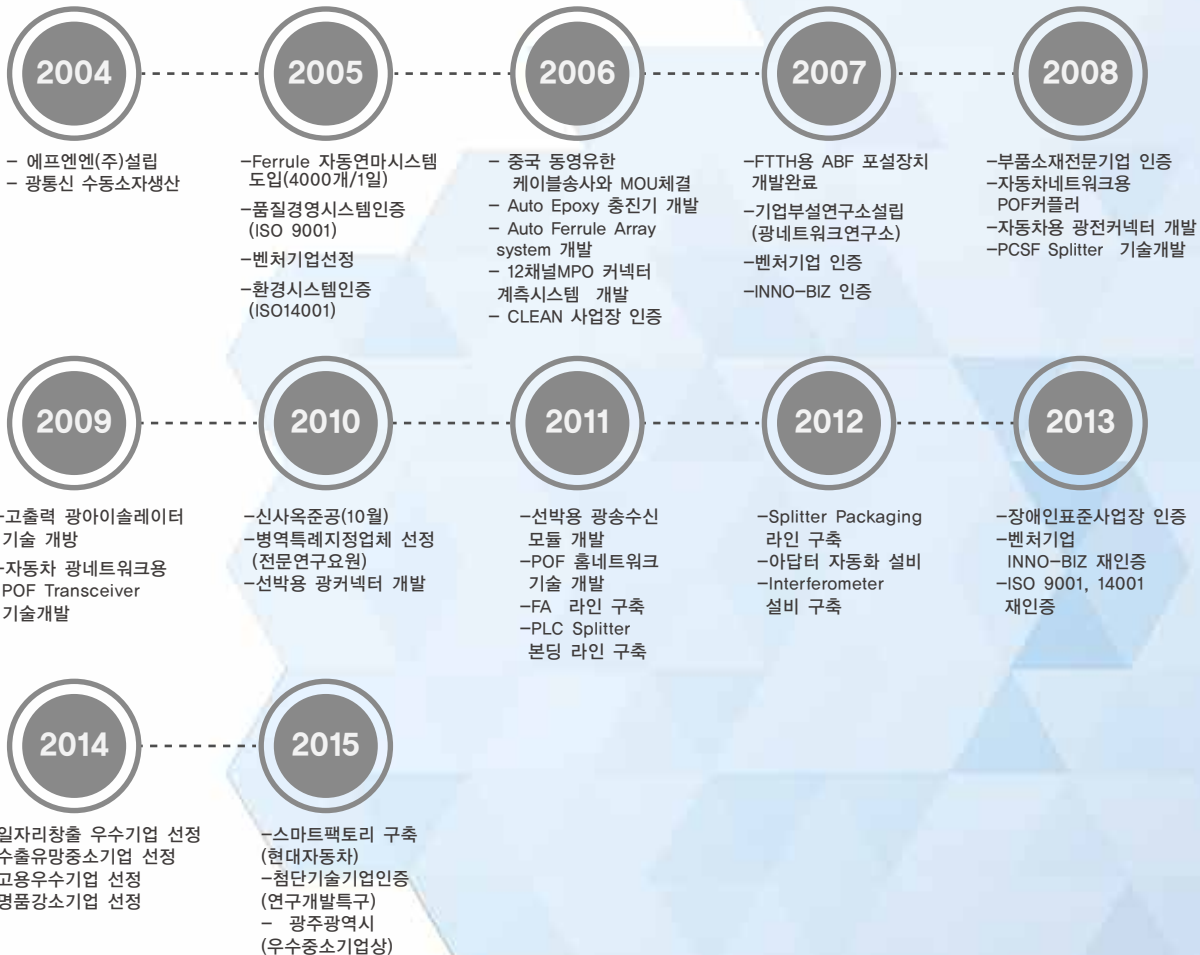 2004
- 에프엔엔(주)설립
- 광통신 수동소자생산
2005
-Ferrule 자동연마시스템
도입(4000개/1일)
-품질경영시스템인증
(ISO 9001)
-벤처기업선정
-환경시스템인증
(ISO14001)
2006
- 중국 동영유한
케이블송사와 MOU체결
- Auto Epoxy 충진기 개발
- Auto Ferrule Array
system 개발
- 12채널MPO 커넥터
계측시스템 개발
- CLEAN 사업장 인증
2007
-FTTH용 ABF 포설장치
개발완료
-기업부설연구소설립
(광네트워크연구소)
-벤처기업 인증
-INNO-BIZ 인증
2008
-부품소재전문기업 인증
-자동차네트워크용
POF커플러
-자동차용 광전커넥터 개발
-PCSF Splitter 기술개발
2009
-고출력 광아이솔레이터
기술 개발
-자동차 광네트워크용
POF Transceiver
기술개발
2010
-신사옥준공(10월)
-병역특례지정업체 선정
(전문연구요원)
-선박용 광커넥터 개발
2011
-선박용 광송수신
모듈 개발
-POF 홈네트워크
기술 개발
-FA 라인 구축
-PLC Splitter
본딩 라인 구축
2012
-Splitter Packaging
라인 구축
-아답터 자동화 설비
-Interferometer
설비 구축
2013
-장애인표준사업장 인증
-벤처기업
INNO-BIZ 재인증
-ISO 9001, 14001
재인증
2014
일자리창출 우수기업 선정
수출유망중소기업 선정
고용우수기업 선정
명품강소기업 선정
2015
-스마트팩토리 구축
(현대자동차)
-첨단기술기업인증
(연구개발특구)
- 광주광역시
(우수중소기업상)